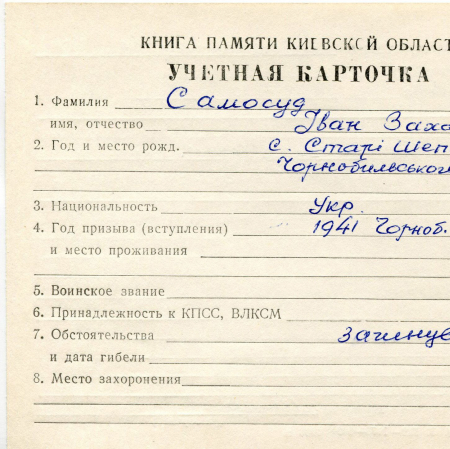 КНИГА ПАМЯТИ КИЕВСКОЙ ОБЛАСТ
УЧЕТНАЯ КАРТОЧКА
1. Фамилия Самосуд
имя, отчество Іван Заха
2. Год и место рожд. с. Старі Шеп
Чорнобильського
3. Национальность Укр.
4. Год призыва (вступления) 1941 Чорноб.
и место проживания
5. Воинское звание
6. Принадлежность к КПСС, ВЛКСМ
7. Обстоятельства загинув
и дата гибели
8. Место захоронения